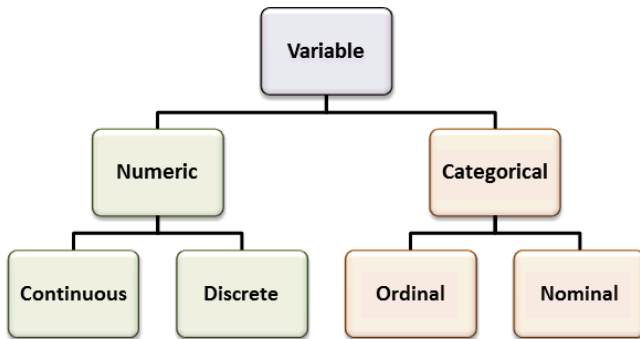 Variable
Numeric
Categorical
Continuous
Discrete
Ordinal
Nominal